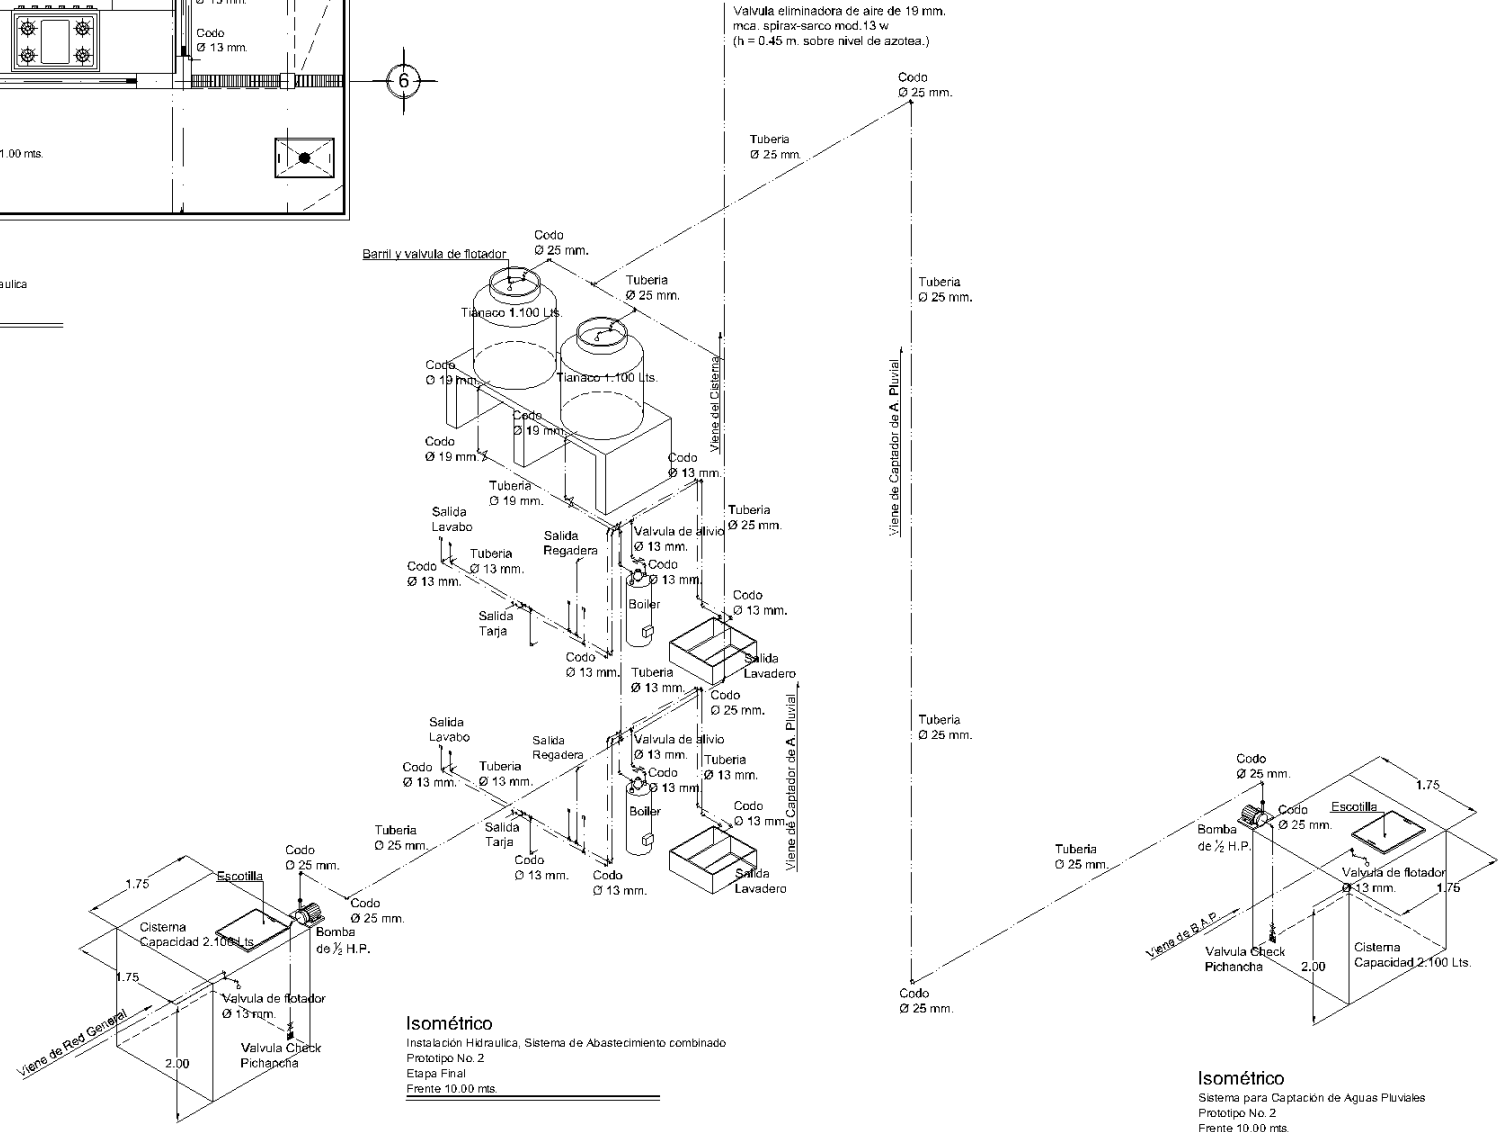 Ø 13 mm.
Codo
Ø 13 mm.
6
1.00 mts.
Valvula eliminadora de aire de 19 mm.
mca. spirax-sarco mod.13 w
(h = 0.45 m. sobre nivel de azotea.)
Codo
Ø 25 mm.
Tuberia
Ø 25 mm.
Codo
Ø 25 mm.
Barril y valvula de flotador
Tuberia
Ø 25 mm.
Tuberia
Ø 25 mm.
aulica
Tianaco 1.100 Lts.
Codo
Ø 19 mm.
Tianaco 1.100 Lts.
Viene del Cisterna
Viene de Captador de A. Pluvial
Codo
Ø 19 mm.
Codo
Ø 19 mm.
Codo
Ø 13 mm.
Tuberia
Ø 19 mm.
Salida
Lavabo
Tuberia
Ø 25 mm.
Salida
Regadera
Valvula de alivio
Ø 13 mm.
Tuberia
Ø 13 mm.
Codo
Ø 13 mm.
Codo
Ø 13 mm.
Boiler
Codo
Ø 13 mm.
Salida
Tarja
Codo
Ø 13 mm.
Salida
Lavadero
Tuberia
Ø 13 mm.
Codo
Ø 25 mm.
Viene de Captador de A. Pluvial
Salida
Lavabo
Salida
Regadera
Valvula de alivio
Ø 13 mm.
Tuberia
Ø 25 mm.
Codo
Ø 13 mm.
Tuberia
Ø 13 mm.
Codo
Ø 13 mm.
Tuberia
Ø 13 mm.
Boiler
Codo
Ø 13 mm.
Salida
Tarja
Codo
Ø 13 mm.
Codo
Ø 13 mm.
Salida
Lavadero
Tuberia
Ø 25 mm.
Codo
Ø 25 mm.
Escotilla
1.75
Codo
Ø 25 mm.
Cisterna
Capacidad 2.100 Lts.
Bomba
de ½ H.P.
1.75
Valvula de flotador
Ø 13 mm.
Viene de Red General
Valvula Check
Pichancha
2.00
Isométrico
Instalación Hidraulica, Sistema de Abastecimiento combinado
Prototipo No. 2
Etapa Final
Frente 10.00 mts.
Codo
Ø 25 mm.
Tuberia
Ø 25 mm.
Codo
Ø 25 mm.
1.75
Codo
Ø 25 mm.
Escotilla
Bomba
de ½ H.P.
Valvula de flotador
Ø 13 mm.
1.75
Viene de B.A.P.
Valvula Check
Pichancha
2.00
Cisterna
Capacidad 2.100 Lts.
Isométrico
Sistema para Captación de Aguas Pluviales
Prototipo No. 2
Frente 10.00 mts.